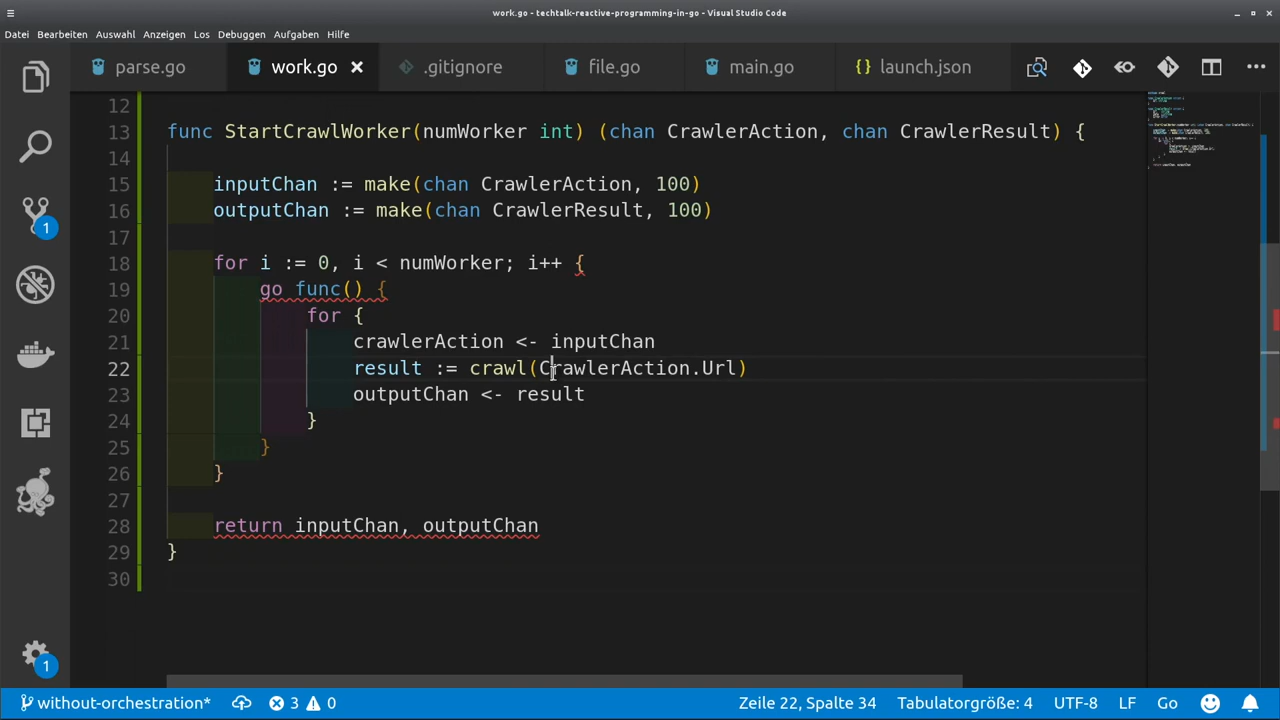 work.go - techtalk-reactive-programming-in-go - Visual Studio Code
Datei Bearbeiten Auswahl Anzeigen Los Debuggen Aufgaben Hilfe
parse.go work.go .gitignore file.go main.go {} launch.json
12
13 func StartCrawlWorker(numWorker int) (chan CrawlerAction, chan CrawlerResult) {
14
15 inputChan := make(chan CrawlerAction, 100)
16 outputChan := make(chan CrawlerResult, 100)
17
18 for i := 0, i < numWorker; i++ {
19 go func() {
20 for {
21 crawlerAction <- inputChan
22 result := crawl(CrawlerAction.Url)
23 outputChan <- result
24 }
25 }
26 }
27
28 return inputChan, outputChan
29 }
30
1
1
without-orchestration* 3 0 Zeile 22, Spalte 34 Tabulatorgröße: 4 UTF-8 LF Go